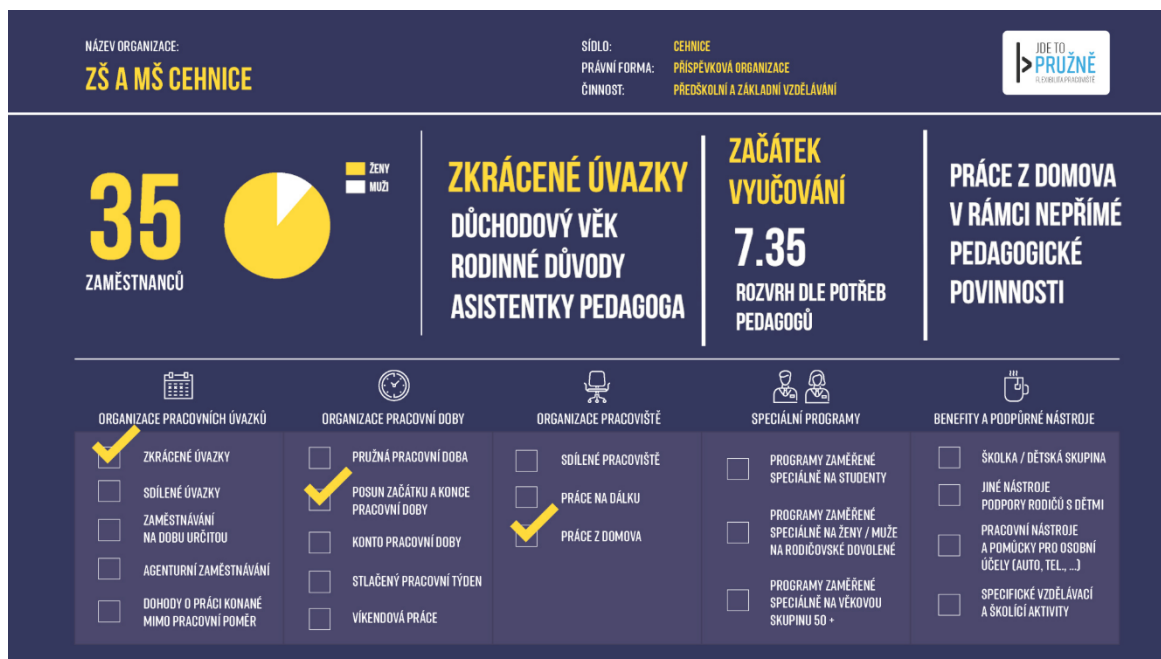 NÁZEV ORGANIZACE:
ZŠ A MŠ CEHNICE
SÍDLO: CEHNICE
PRÁVNÍ FORMA: PŘÍSPĚVKOVÁ ORGANIZACE
ČINNOST: PŘEDŠKOLNÍ A ZÁKLADNÍ VZDĚLÁVÁNÍ
JDE TO
PRUŽNĚ
FLEXIBILITA PRACOVIŠTĚ
35
ZAMĚSTNANCŮ
ŽENY
MUŽI
ZKRÁCENÉ ÚVAZKY
DŮCHODOVÝ VĚK
RODINNÉ DŮVODY
ASISTENTKY PEDAGOGA
ZAČÁTEK
VYUČOVÁNÍ
7.35
ROZVRH DLE POTŘEB
PEDAGOGŮ
PRÁCE Z DOMOVA
V RÁMCI NEPŘÍMÉ
PEDAGOGICKÉ
POVINNOSTI
ORGANIZACE PRACOVNÍCH ÚVAZKŮ
ZKRÁCENÉ ÚVAZKY
SDÍLENÉ ÚVAZKY
ZAMĚSTNÁVÁNÍ
NA DOBU URČITOU
AGENTURNÍ ZAMĚSTNÁVÁNÍ
DOHODY O PRÁCI KONANÉ
MIMO PRACOVNÍ POMĚR
ORGANIZACE PRACOVNÍ DOBY
PRUŽNÁ PRACOVNÍ DOBA
POSUN ZAČÁTKU A KONCE
PRACOVNÍ DOBY
KONTO PRACOVNÍ DOBY
STLAČENÝ PRACOVNÍ TÝDEN
VÍKENDOVÁ PRÁCE
ORGANIZACE PRACOVIŠTĚ
SDÍLENÉ PRACOVIŠTĚ
PRÁCE NA DÁLKU
PRÁCE Z DOMOVA
SPECIÁLNÍ PROGRAMY
PROGRAMY ZAMĚŘENÉ
SPECIÁLNĚ NA STUDENTY
PROGRAMY ZAMĚŘENÉ
SPECIÁLNĚ NA ŽENY / MUŽE
NA RODIČOVSKÉ DOVOLENÉ
PROGRAMY ZAMĚŘENÉ
SPECIÁLNĚ NA VĚKOVOU
SKUPINU 50 +
BENEFITY A PODPŮRNÉ NÁSTROJE
ŠKOLKA / DĚTSKÁ SKUPINA
JINÉ NÁSTROJE
PODPORY RODIČŮ S DĚTMI
PRACOVNÍ NÁSTROJE
A POMŮCKY PRO OSOBNÍ
ÚČELY (AUTO, TEL., ...)
SPECIFICKÉ VZDĚLÁVACÍ
A ŠKOLÍCÍ AKTIVITY